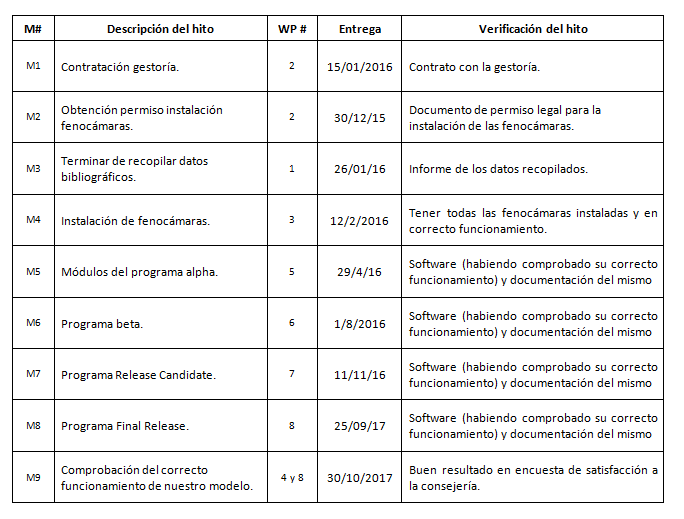 M# Descripción del hito WP # Entrega Verificación del hito
M1 Contratación gestoría. 2 15/01/2016 Contrato con la gestoría.
M2 Obtención permiso instalación fenocámaras. 2 30/12/15 Documento de permiso legal para la instalación de las fenocámaras.
M3 Terminar de recopilar datos bibliográficos. 1 26/01/16 Informe de los datos recopilados.
M4 Instalación de fenocámaras. 3 12/2/2016 Tener todas las fenocámaras instaladas y en correcto funcionamiento.
M5 Módulos del programa alpha. 5 29/4/16 Software (habiendo comprobado su correcto funcionamiento) y documentación del mismo
M6 Programa beta. 6 1/8/2016 Software (habiendo comprobado su correcto funcionamiento) y documentación del mismo
M7 Programa Release Candidate. 7 11/11/16 Software (habiendo comprobado su correcto funcionamiento) y documentación del mismo
M8 Programa Final Release. 8 25/09/17 Software (habiendo comprobado su correcto funcionamiento) y documentación del mismo
M9 Comprobación del correcto funcionamiento de nuestro modelo. 4 y 8 30/10/2017 Buen resultado en encuesta de satisfacción a la consejería.